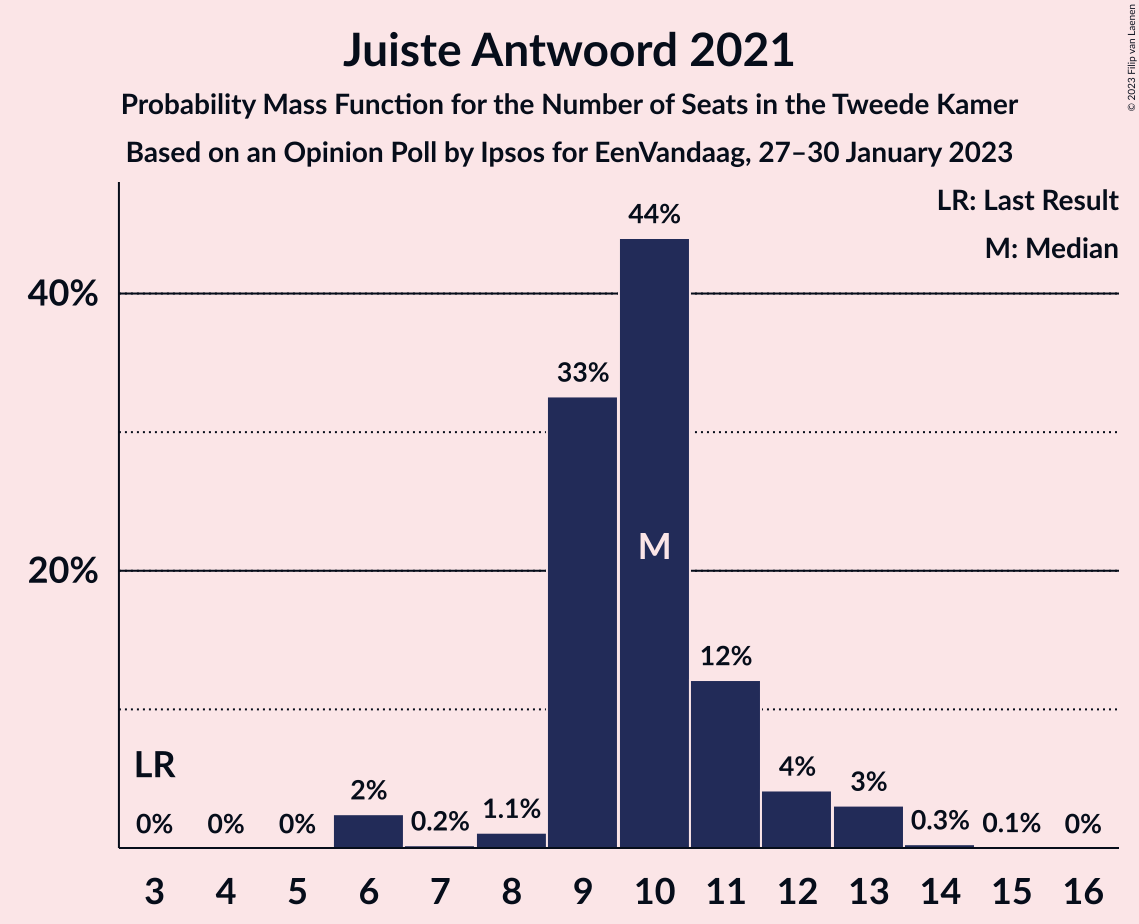 Juiste Antwoord 2021
Probability Mass Function for the Number of Seats in the Tweede Kamer
Based on an Opinion Poll by Ipsos for EenVandaag, 27–30 January 2023
© 2023 Filip van Laenen
LR: Last Result
M: Median
44%
40%
33%
M
20%
12%
LR
0% 0% 0% 2% 0.2% 1.1% 4% 3% 0.3% 0.1% 0%
3 4 5 6 7 8 9 10 11 12 13 14 15 16